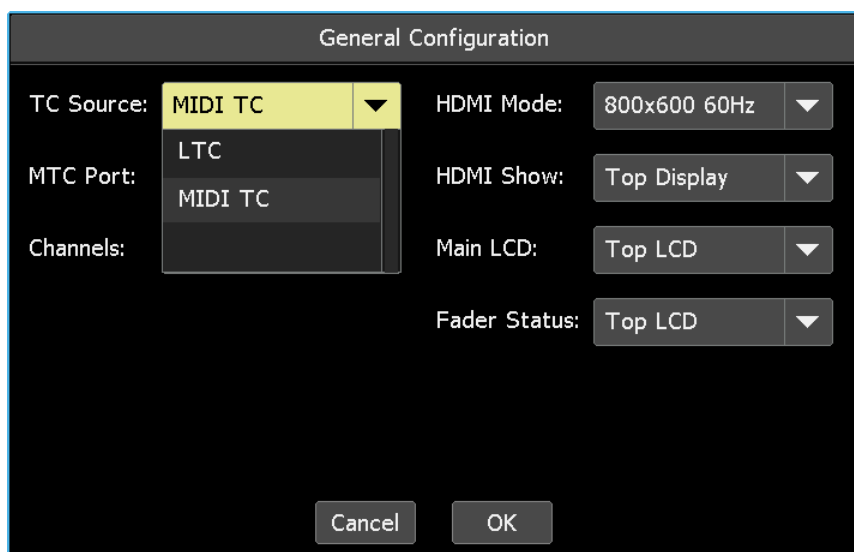 General Configuration
TC Source: MIDI TC HDMI Mode: 800x600 60Hz
LTC
MTC Port: HDMI Show: Top Display
MIDI TC
Channels: Main LCD: Top LCD
Fader Status: Top LCD
Cancel OK